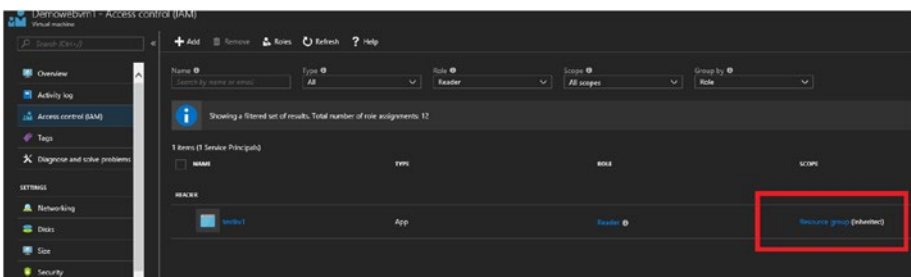 Demowebvm1 - Access control (IAM)
Virtual machine
Search (Ctrl+/)
Add
Remove
Roles
Refresh
Help
Overview
Activity log
Access control (IAM)
Tags
Diagnose and solve problems
SETTINGS
Networking
Disks
Size
Security
Name
Type
Role
Scope
Group by
Search by name or email
All
Reader
All scopes
Role
Showing a filtered set of results. Total number of role assignments: 12
1 items (1 Service Principals)
NAME
TYPE
ROLE
SCOPE
READER
App
Reader
Resource group (Inherited)